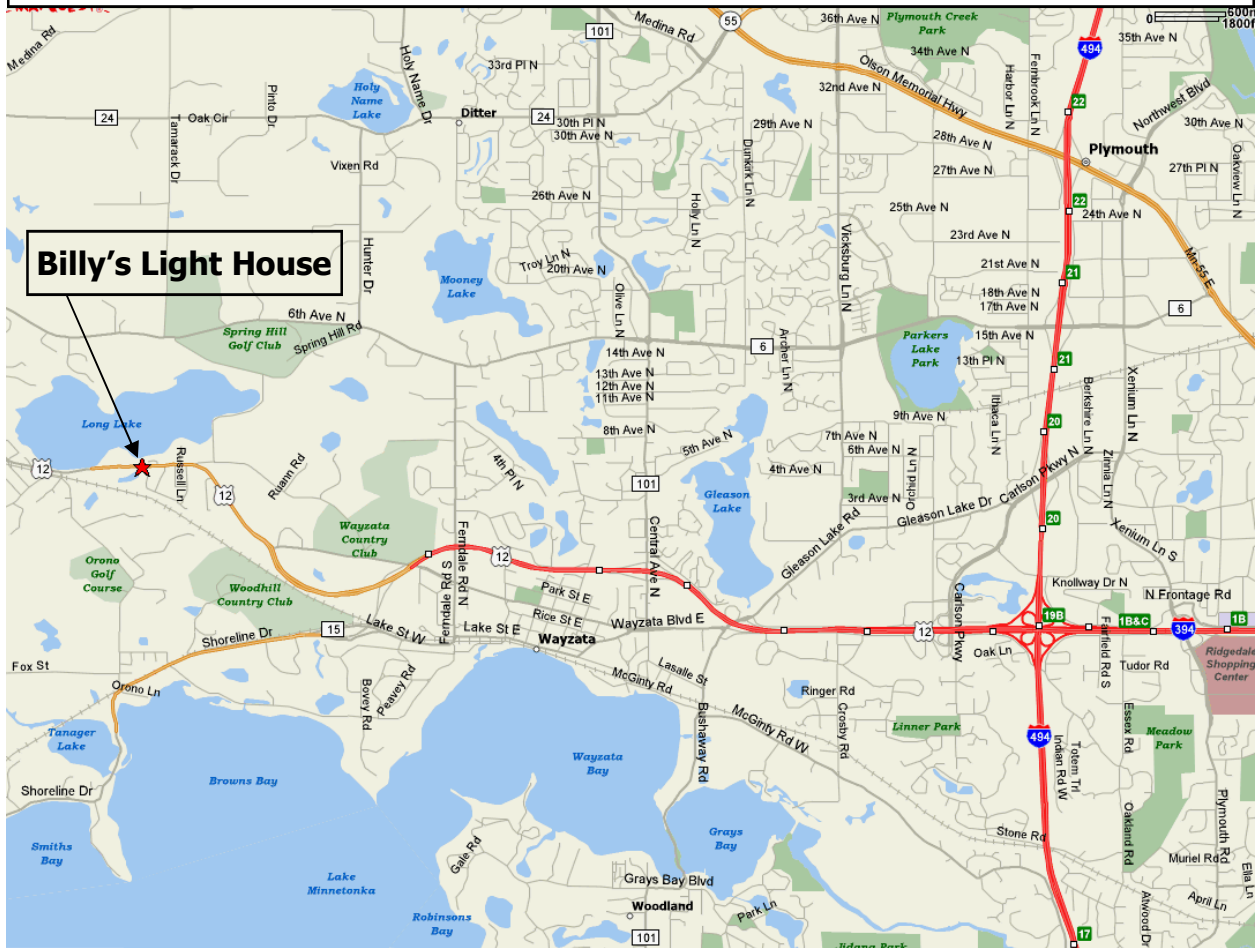 MAPQUEST
600m
0 1800ft
Medina Rd
101
Medina Rd
55
36th Ave N
Plymouth Creek
Park
494
35th Ave N
Pinto Dr
Holy Name Dr
33rd Pl N
34th Ave N
Harbor Ln N
Fernbrook Ln N
Olson Memorial Hwy
32nd Ave N
Holy
Name
Lake
22
Northwest Blvd
24
Oak Cir
Tamarack Dr
Ditter
24
30th Pl N
30th Ave N
29th Ave N
28th Ave N
30th Ave N
Plymouth
Vixen Rd
Dunkirk Ln N
27th Ave N
27th Pl N
Oakview Ln N
26th Ave N
Holly Ln N
25th Ave N
22
24th Ave N
Vicksburg Ln N
23rd Ave N
Mn-55 E
Billy's Light House
Hunter Dr
Troy Ln N
20th Ave N
21st Ave N
21
Mooney
Lake
Olive Ln N
18th Ave N
17th Ave N
6
6th Ave N
Spring Hill
Golf Club
Spring Hill Rd
Archer Ln N
15th Ave N
Parkers
Lake
Park
14th Ave N
6
13th Pl N
21
13th Ave N
12th Ave N
11th Ave N
Xenium Ln N
Berkshire Ln N
Ithaca Ln N
9th Ave N
Long Lake
8th Ave N
5th Ave N
7th Ave N
6th Ave N
20
12
Russell Ln
Ruann Rd
4th Pl N
4th Ave N
Orchid Ln N
Carlson Pkwy N
Zinnia Ln N
101
Gleason
Lake
3rd Ave N
12
Gleason Lake Dr
Gleason Lake Rd
20
Wayzata
Country
Club
Ferndale Rd N
Central Ave N
Xenium Ln S
12
Orono
Golf
Course
Woodhill
Country Club
Ferndale Rd S
Park St E
Carlson Pkwy
Knollway Dr N
N Frontage Rd
Rice St E
19B
Fairfield Rd S
1B&C
394
1B
Shoreline Dr
15
Lake St W
Lake St E
Wayzata
Wayzata Blvd E
12
Oak Ln
Ridgedale
Shopping
Center
Fox St
Lasalle St
McGinty Rd
Tudor Rd
Orono Ln
Bovey Rd
Peavey Rd
Ringer Rd
Crosby Rd
McGinty Rd W
Bushaway Rd
Linner Park
Essex Rd
Meadow
Park
Tanager
Lake
494
Totem Trl
Indian Rd W
Wayzata
Bay
Browns Bay
Shoreline Dr
Plymouth Rd
Oakland Rd
Stone Rd
Grays
Bay
Smiths
Bay
Gale Rd
Muriel Rd
Ella Ln
Lake
Minnetonka
Grays Bay Blvd
Woodland
Park Ln
Atwood Dr
April Ln
Robinsons
Bay
101
Jidana Park
17